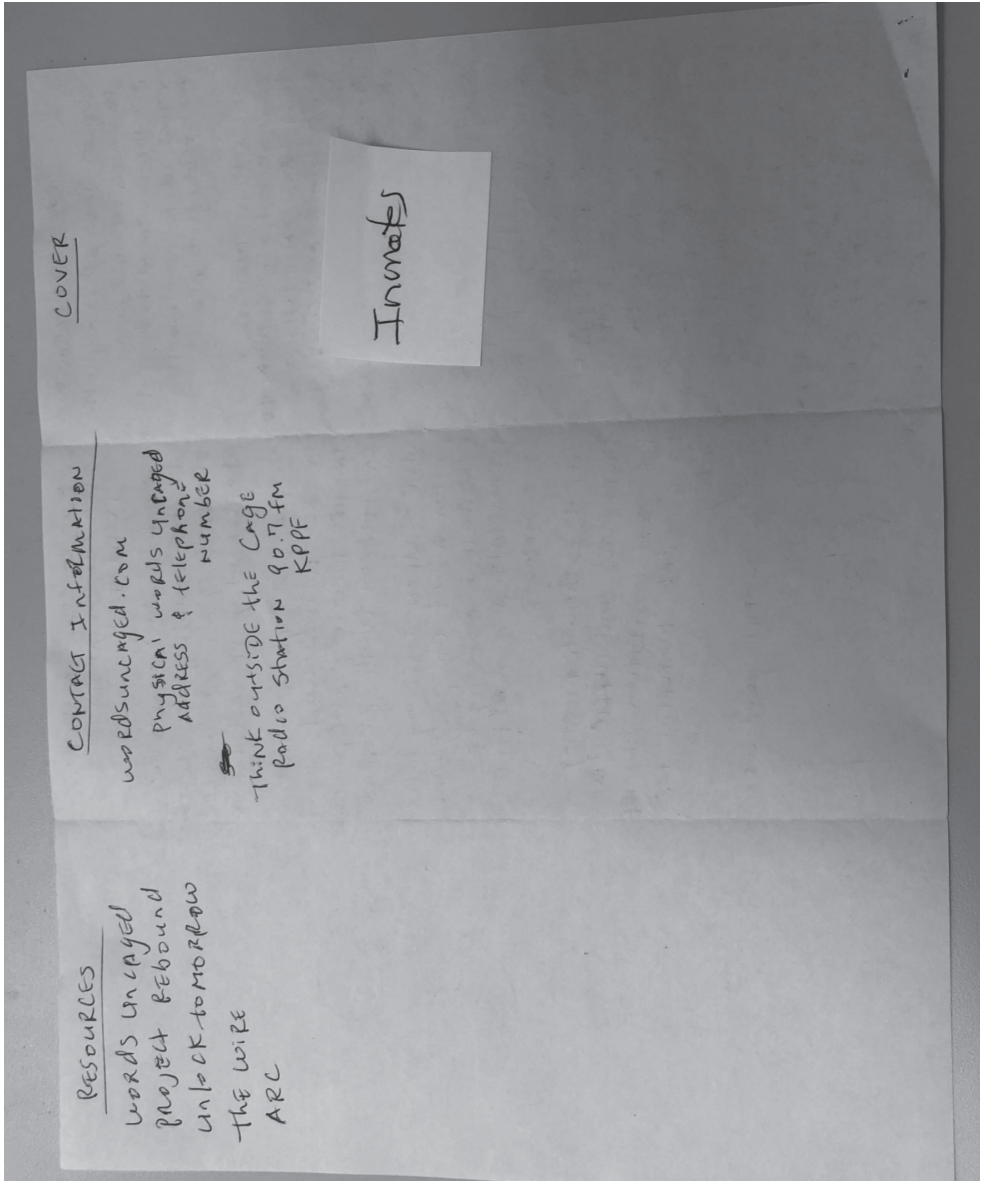 RESOURCES
WORDS UNCAGED
PROJECT REBOUND
UNlOCK tOMORROW
THE WIRE
ARC
CONTACT INfORMATION
wordsuncaged.com
physical words uncaged
Address & telephone
NUMBER
Think outside the Cage
Radio station 90.7 fm
KPPF
COVER
Inmates